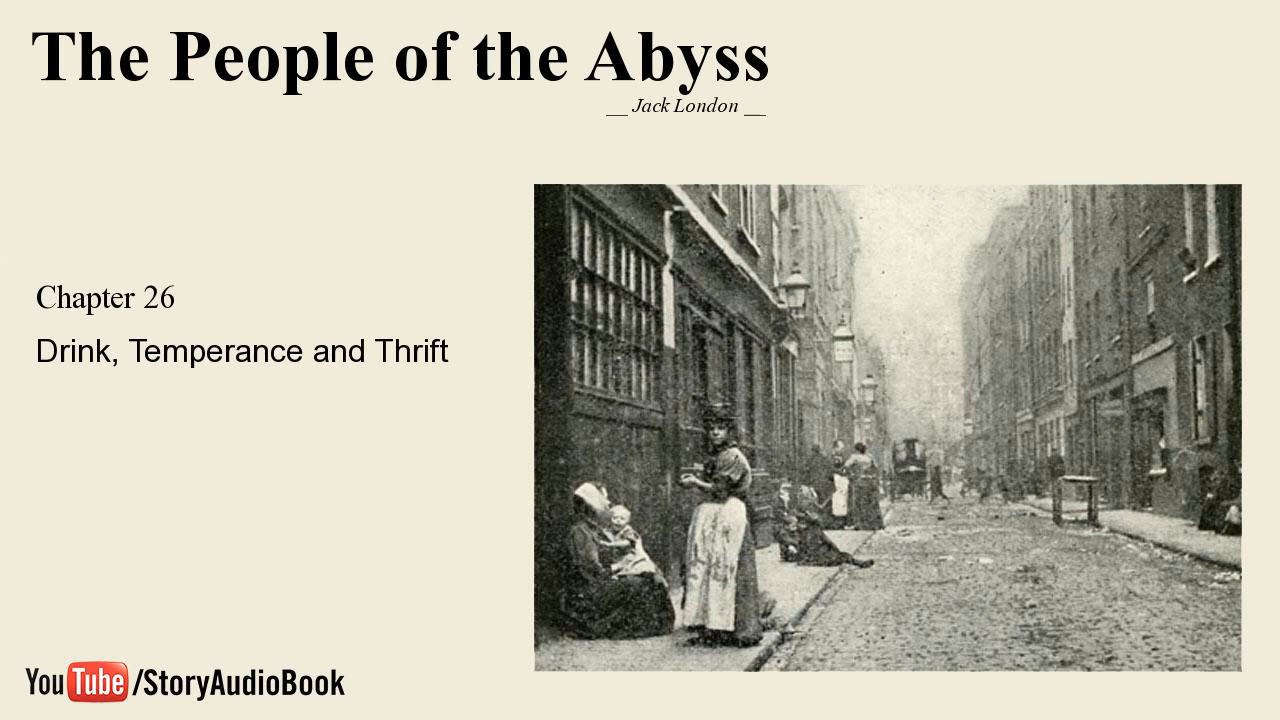 The People of the Abyss
__ Jack London __
Chapter 26
Drink, Temperance and Thrift
YouTube/StoryAudioBook